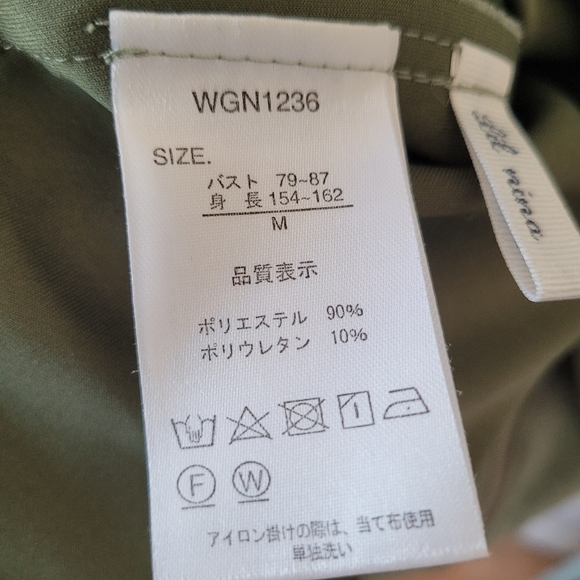 WGN1236
SIZE.
バスト 79~87
身 長 154~162
M
品質表示
ポリエステル 90%
ポリウレタン 10%
F W
アイロン掛けの際は、当て布使用
単独洗い
nina